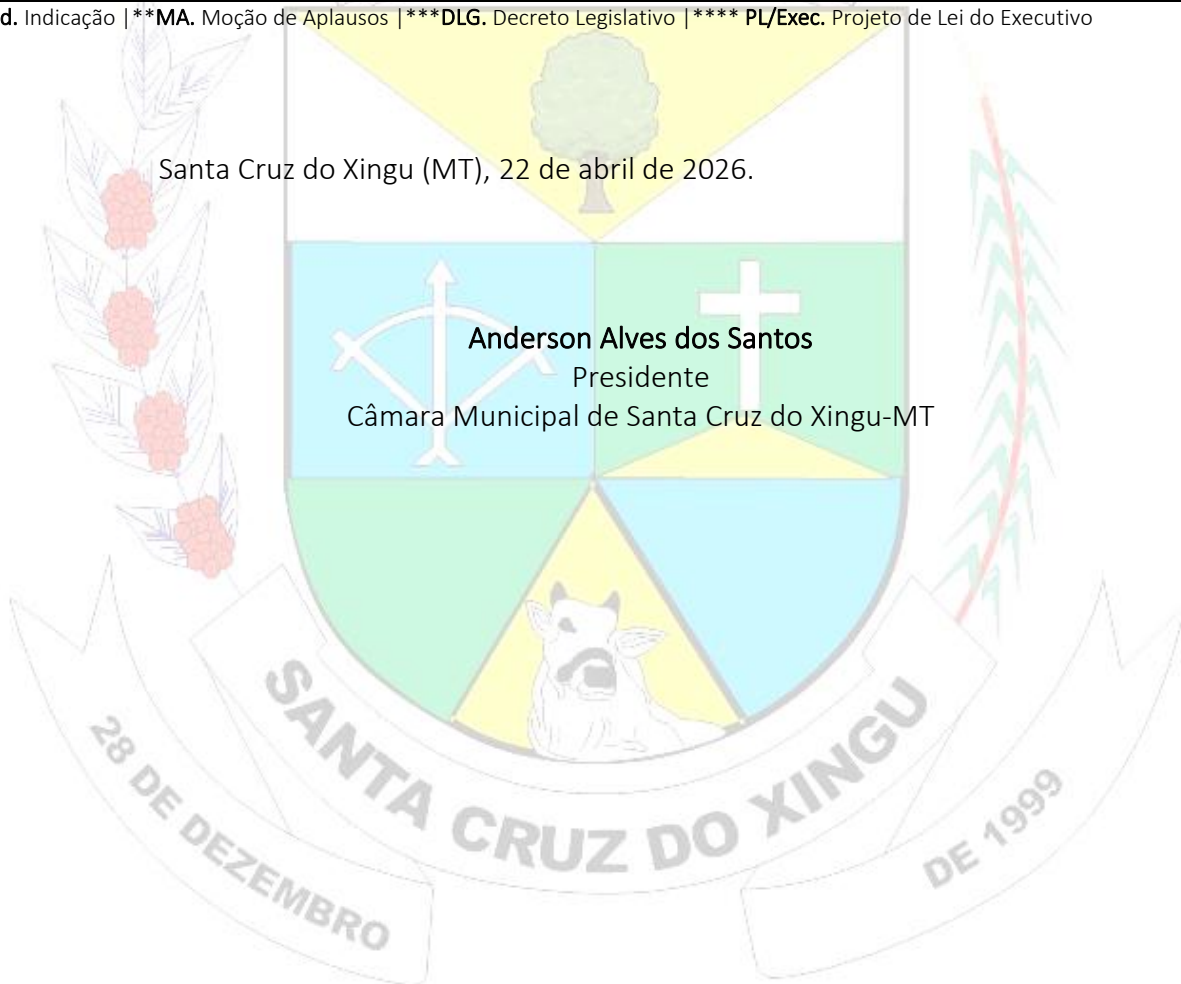 d. Indicação |**MA. Moção de Aplausos |***DLG. Decreto Legislativo |**** PL/Exec. Projeto de Lei do Executivo
Santa Cruz do Xingu (MT), 22 de abril de 2026.
Anderson Alves dos Santos
Presidente
Câmara Municipal de Santa Cruz do Xingu-MT
SANTA CRUZ DO XINGU
28 DE DEZEMBRO
DE 1999